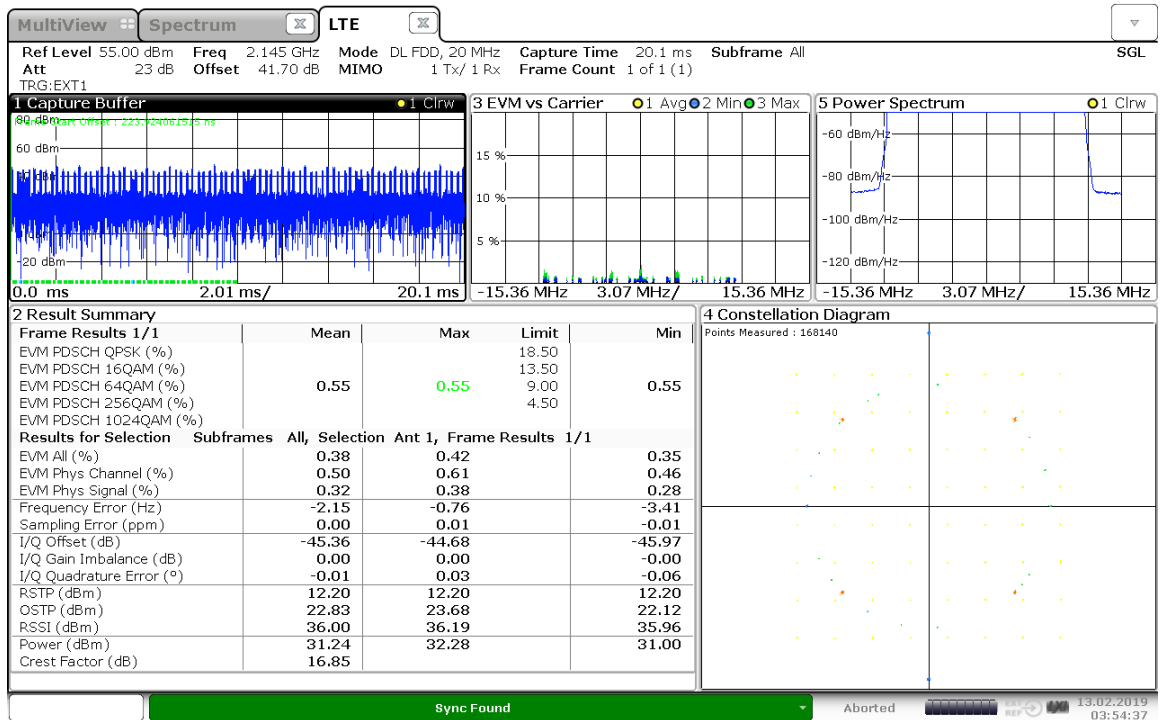 MultiView Spectrum LTE
Ref Level 55.00 dBm Freq 2.145 GHz Mode DL FDD, 20 MHz Capture Time 20.1 ms Subframe All SGL
Att 23 dB Offset 41.70 dB MIMO 1 Tx/ 1 Rx Frame Count 1 of 1 (1)
TRG:EXT1
1 Capture Buffer 1 Clrw
80 dBm
Frame Start Offset : 223.924061515 ns
60 dBm
-20 dBm
0.0 ms 2.01 ms/ 20.1 ms
3 EVM vs Carrier 1 Avg 2 Min 3 Max
15 %
10 %
5 %
-15.36 MHz 3.07 MHz/ 15.36 MHz
5 Power Spectrum 1 Clrw
-60 dBm/Hz
-80 dBm/Hz
-100 dBm/Hz
-120 dBm/Hz
-15.36 MHz 3.07 MHz/ 15.36 MHz
2 Result Summary
Frame Results 1/1 Mean Max Limit Min
EVM PDSCH QPSK (%) 18.50
EVM PDSCH 16QAM (%) 13.50
EVM PDSCH 64QAM (%) 0.55 0.55 9.00 0.55
EVM PDSCH 256QAM (%) 4.50
EVM PDSCH 1024QAM (%)
Results for Selection Subframes All, Selection Ant 1, Frame Results 1/1
EVM All (%) 0.38 0.42 0.35
EVM Phys Channel (%) 0.50 0.61 0.46
EVM Phys Signal (%) 0.32 0.38 0.28
Frequency Error (Hz) -2.15 -0.76 -3.41
Sampling Error (ppm) 0.00 0.01 -0.01
I/Q Offset (dB) -45.36 -44.68 -45.97
I/Q Gain Imbalance (dB) 0.00 0.00 -0.00
I/Q Quadrature Error (°) -0.01 0.03 -0.06
RSTP (dBm) 12.20 12.20 12.20
OSTP (dBm) 22.83 23.68 22.12
RSSI (dBm) 36.00 36.19 35.96
Power (dBm) 31.24 32.28 31.00
Crest Factor (dB) 16.85
4 Constellation Diagram
Points Measured : 168140
Sync Found
Aborted
EXT
REF
13.02.2019
03:54:37